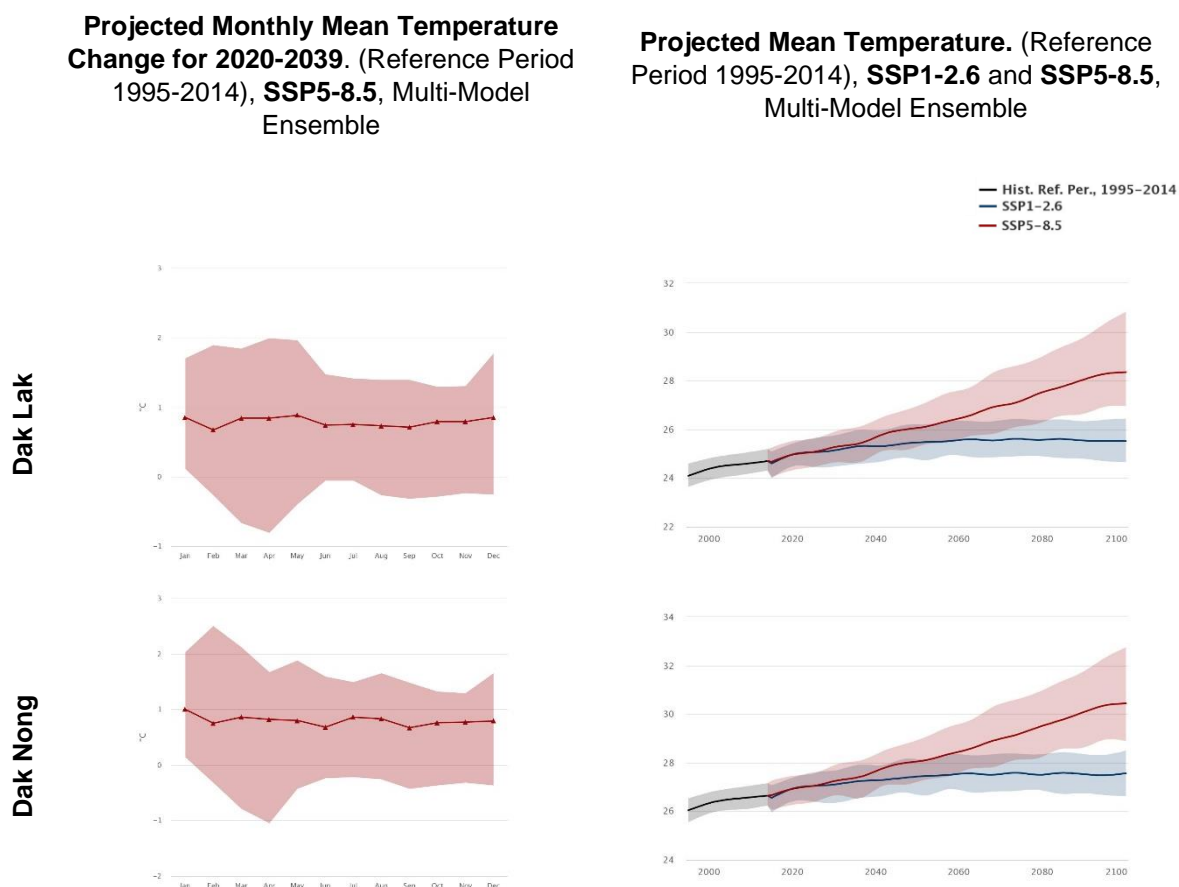 Projected Monthly Mean Temperature
Change for 2020-2039. (Reference Period
1995-2014), SSP5-8.5, Multi-Model
Ensemble
Projected Mean Temperature. (Reference
Period 1995-2014), SSP1-2.6 and SSP5-8.5,
Multi-Model Ensemble
Hist. Ref. Per., 1995–2014
SSP1–2.6
SSP5–8.5
Dak Lak
3
2
1
0
−1
°C
Jan Feb Mar Apr May Jun Jul Aug Sep Oct Nov Dec
32
30
28
26
24
22
2000 2020 2040 2060 2080 2100
Dak Nong
3
2
1
0
−1
−2
°C
Jan Feb Mar Apr May Jun Jul Aug Sep Oct Nov Dec
34
32
30
28
26
24
2000 2020 2040 2060 2080 2100